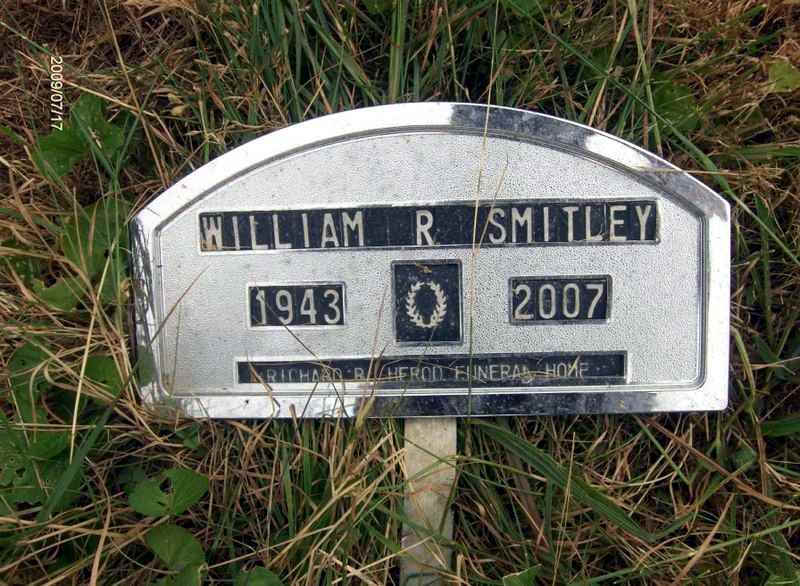 2009/07/17
WILLIAM R SMITLEY
1943 2007
RICHARD R. HEROD FUNERAL HOME